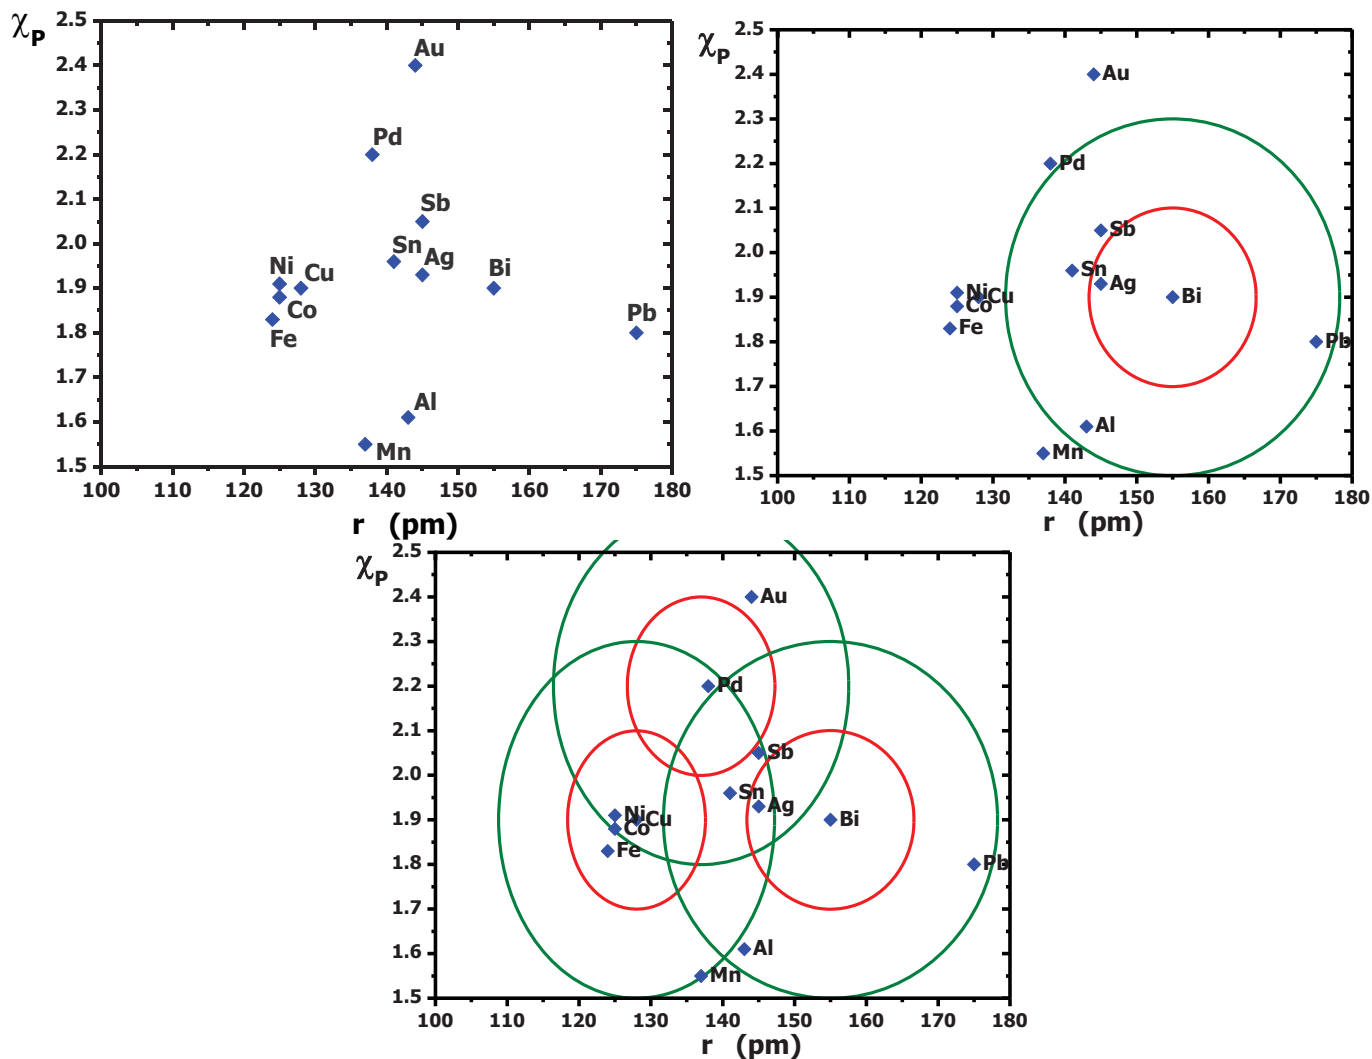 χP
2.5
2.4
2.3
2.2
2.1
2.0
1.9
1.8
1.7
1.6
1.5
Au
Pd
Sb
Sn
Ag
Ni
Cu
Bi
Co
Fe
Pb
Al
Mn
100 120 130 140 150 160 170 180
r (pm)
χP
2.5
2.4
2.3
2.2
2.1
2.0
1.9
1.8
1.7
1.6
1.5
Au
Pd
Sb
Sn
Ag
Ni
Cu
Bi
Co
Fe
Pb
Al
Mn
100 110 120 130 140 150 160 170 180
r (pm)
χP
2.5
2.4
2.3
2.2
2.1
2.0
1.9
1.8
1.7
1.6
1.5
Au
Pd
Sb
Sn
Ag
Ni
Cu
Bi
Co
Fe
Pb
Al
Mn
100 120 130 140 150 160 170 180
r (pm)